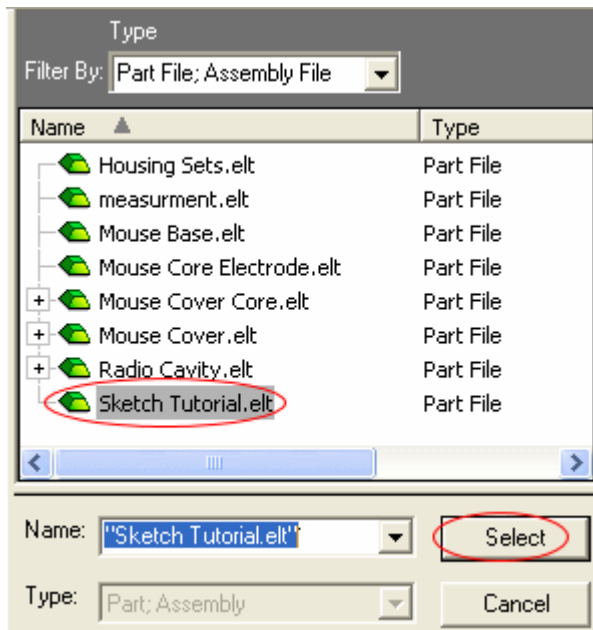 Type
Filter By: Part File; Assembly File
Name Type
Housing Sets.elt Part File
measurment.elt Part File
Mouse Base.elt Part File
Mouse Core Electrode.elt Part File
Mouse Cover Core.elt Part File
Mouse Cover.elt Part File
Radio Cavity.elt Part File
Sketch Tutorial.elt Part File
Name: "Sketch Tutorial.elt" Select
Type: Part; Assembly Cancel